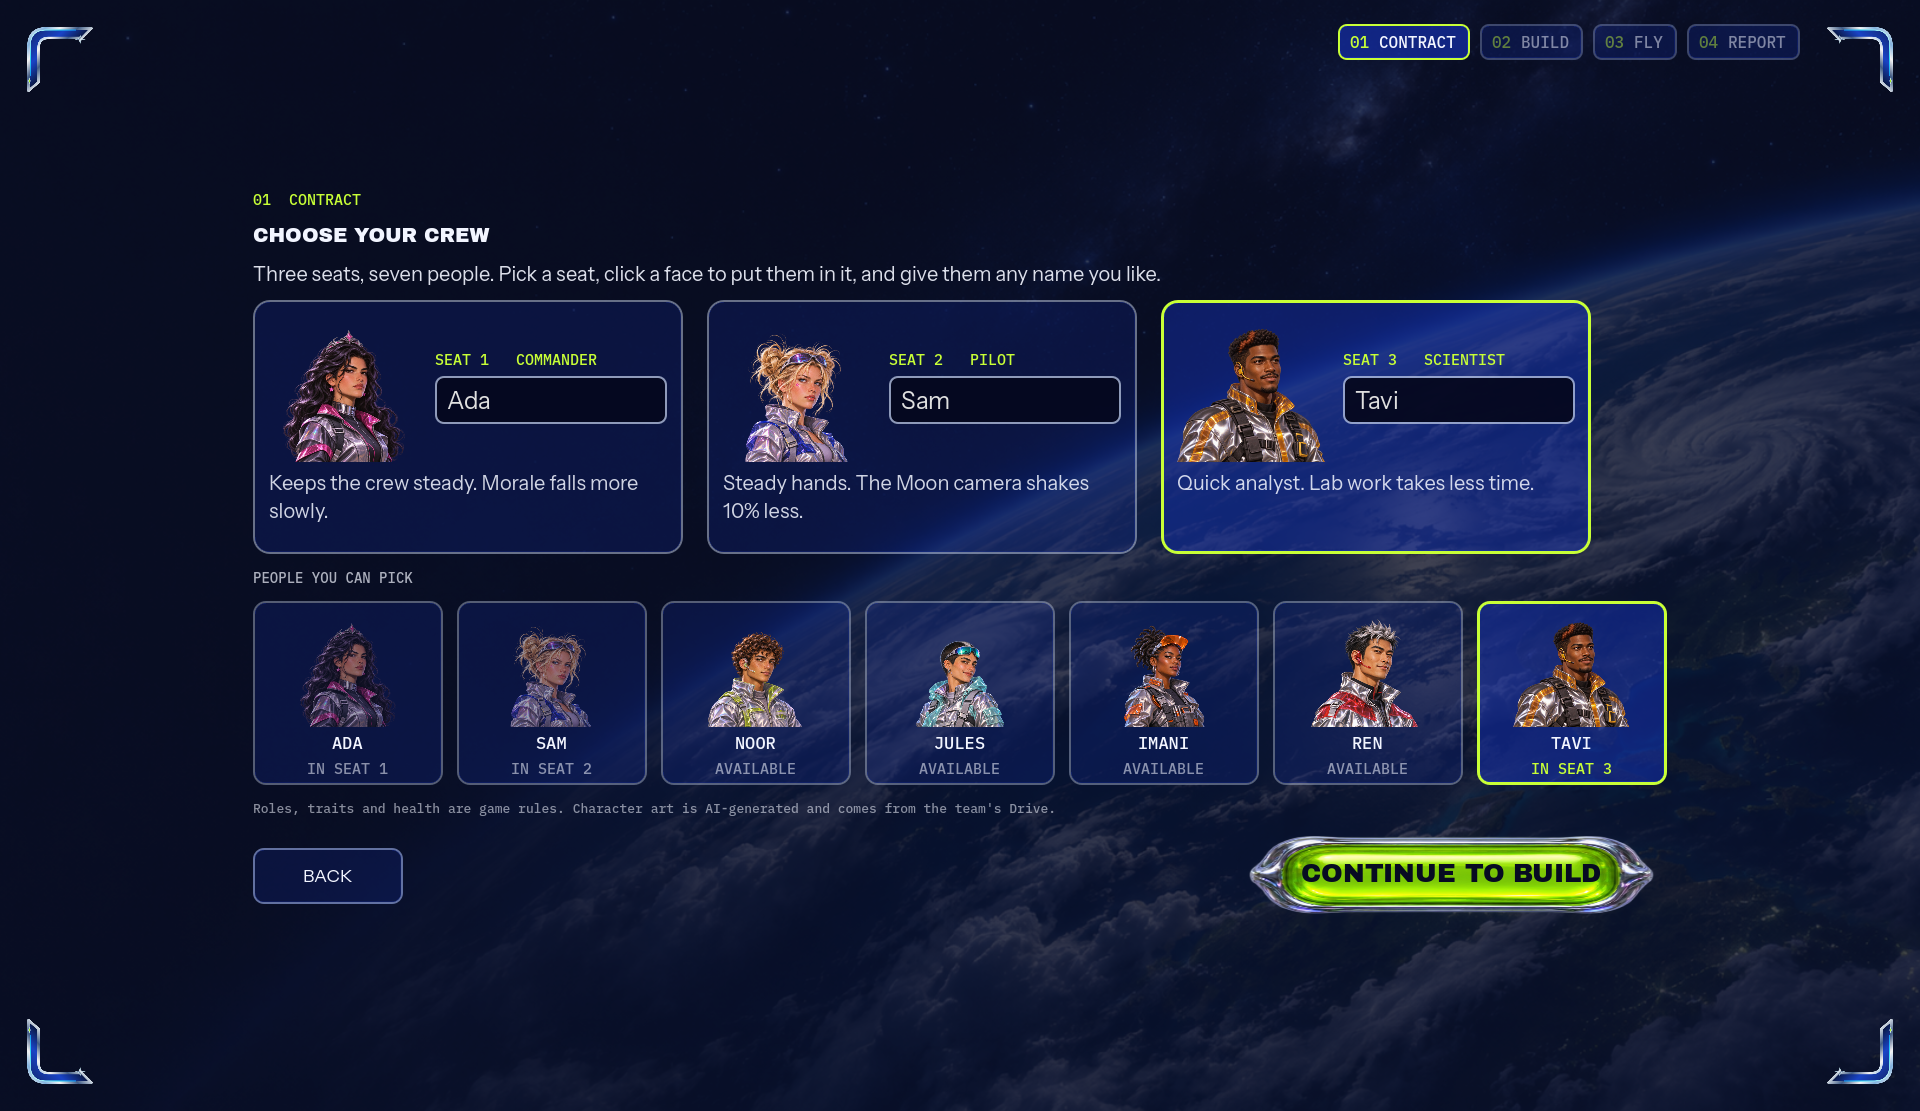 01 CONTRACT
02 BUILD
03 FLY
04 REPORT
01 CONTRACT
CHOOSE YOUR CREW
Three seats, seven people. Pick a seat, click a face to put them in it, and give them any name you like.
SEAT 1 COMMANDER
Ada
Keeps the crew steady. Morale falls more
slowly.
SEAT 2 PILOT
Sam
Steady hands. The Moon camera shakes
10% less.
SEAT 3 SCIENTIST
Tavi
Quick analyst. Lab work takes less time.
PEOPLE YOU CAN PICK
ADA
IN SEAT 1
SAM
IN SEAT 2
NOOR
AVAILABLE
JULES
AVAILABLE
IMANI
AVAILABLE
REN
AVAILABLE
TAVI
IN SEAT 3
Roles, traits and health are game rules. Character art is AI-generated and comes from the team's Drive.
BACK
CONTINUE TO BUILD